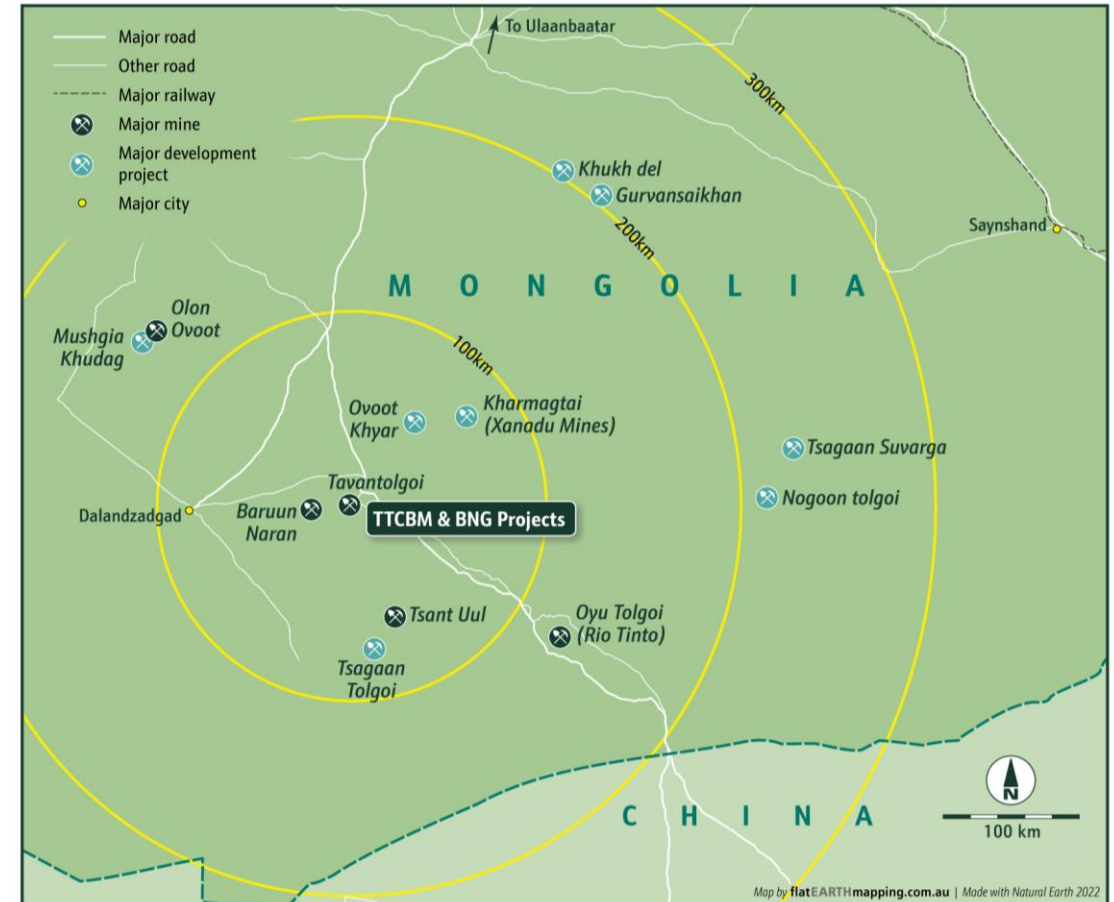 Major road
Other road
Major railway
Major mine
Major development
project
Major city
To Ulaanbaatar
300km
Khukh del
Gurvansaikhan
200km
Saynshand
MONGOLIA
Olon
Ovoot
Mushgia
Khudag
100km
Ovoot
Khyar
Kharmagtai
(Xanadu Mines)
Tsagaan Suvarga
Tavantolgoi
Nogoon tolgoi
Dalandzadgad
Baruun
Naran
TTCBM & BNG Projects
Tsant Uul
Oyu Tolgoi
(Rio Tinto)
Tsagaan
Tolgoi
N
CHINA
100 km
Map by flatEARTHmapping.com.au | Made with Natural Earth 2022